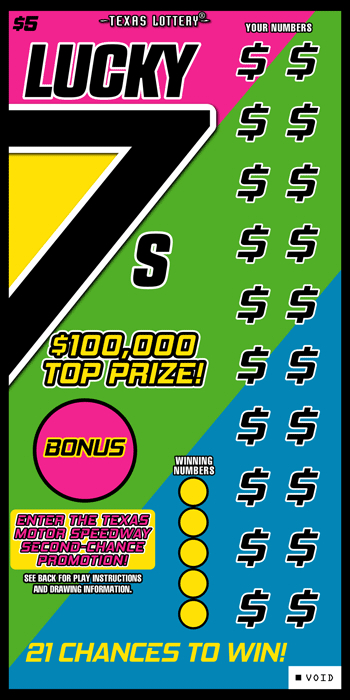 $5
TEXAS LOTTERY®
YOUR NUMBERS
LUCKY
7
S
$ $
$ $
$ $
$ $
$ $
$ $
$ $
$ $
$ $
$ $
$100,000
TOP PRIZE!
BONUS
WINNING
NUMBERS
ENTER THE TEXAS
MOTOR SPEEDWAY
SECOND-CHANCE
PROMOTION!
SEE BACK FOR PLAY INSTRUCTIONS
AND DRAWING INFORMATION.
21 CHANCES TO WIN!
VOID